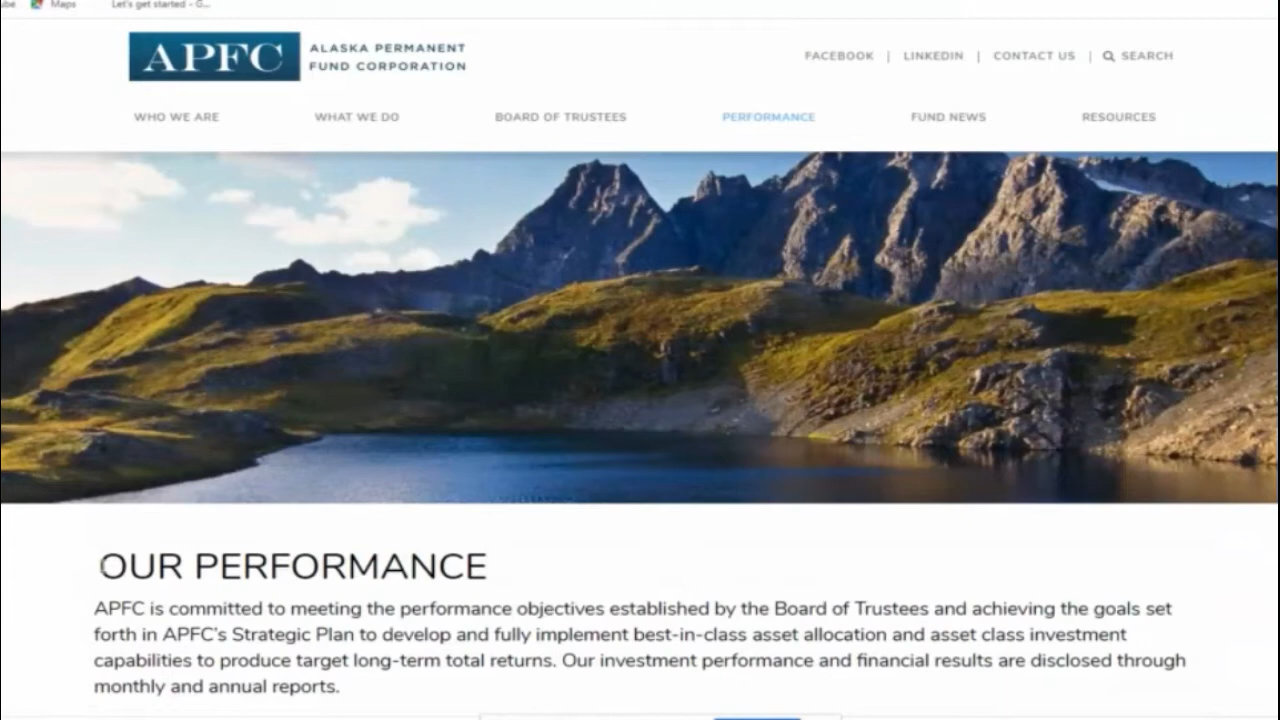 Maps Let's get started - G...
APFC ALASKA PERMANENT
FUND CORPORATION
FACEBOOK | LINKEDIN | CONTACT US | SEARCH
WHO WE ARE WHAT WE DO BOARD OF TRUSTEES PERFORMANCE FUND NEWS RESOURCES
OUR PERFORMANCE
APFC is committed to meeting the performance objectives established by the Board of Trustees and achieving the goals set
forth in APFC's Strategic Plan to develop and fully implement best-in-class asset allocation and asset class investment
capabilities to produce target long-term total returns. Our investment performance and financial results are disclosed through
monthly and annual reports.